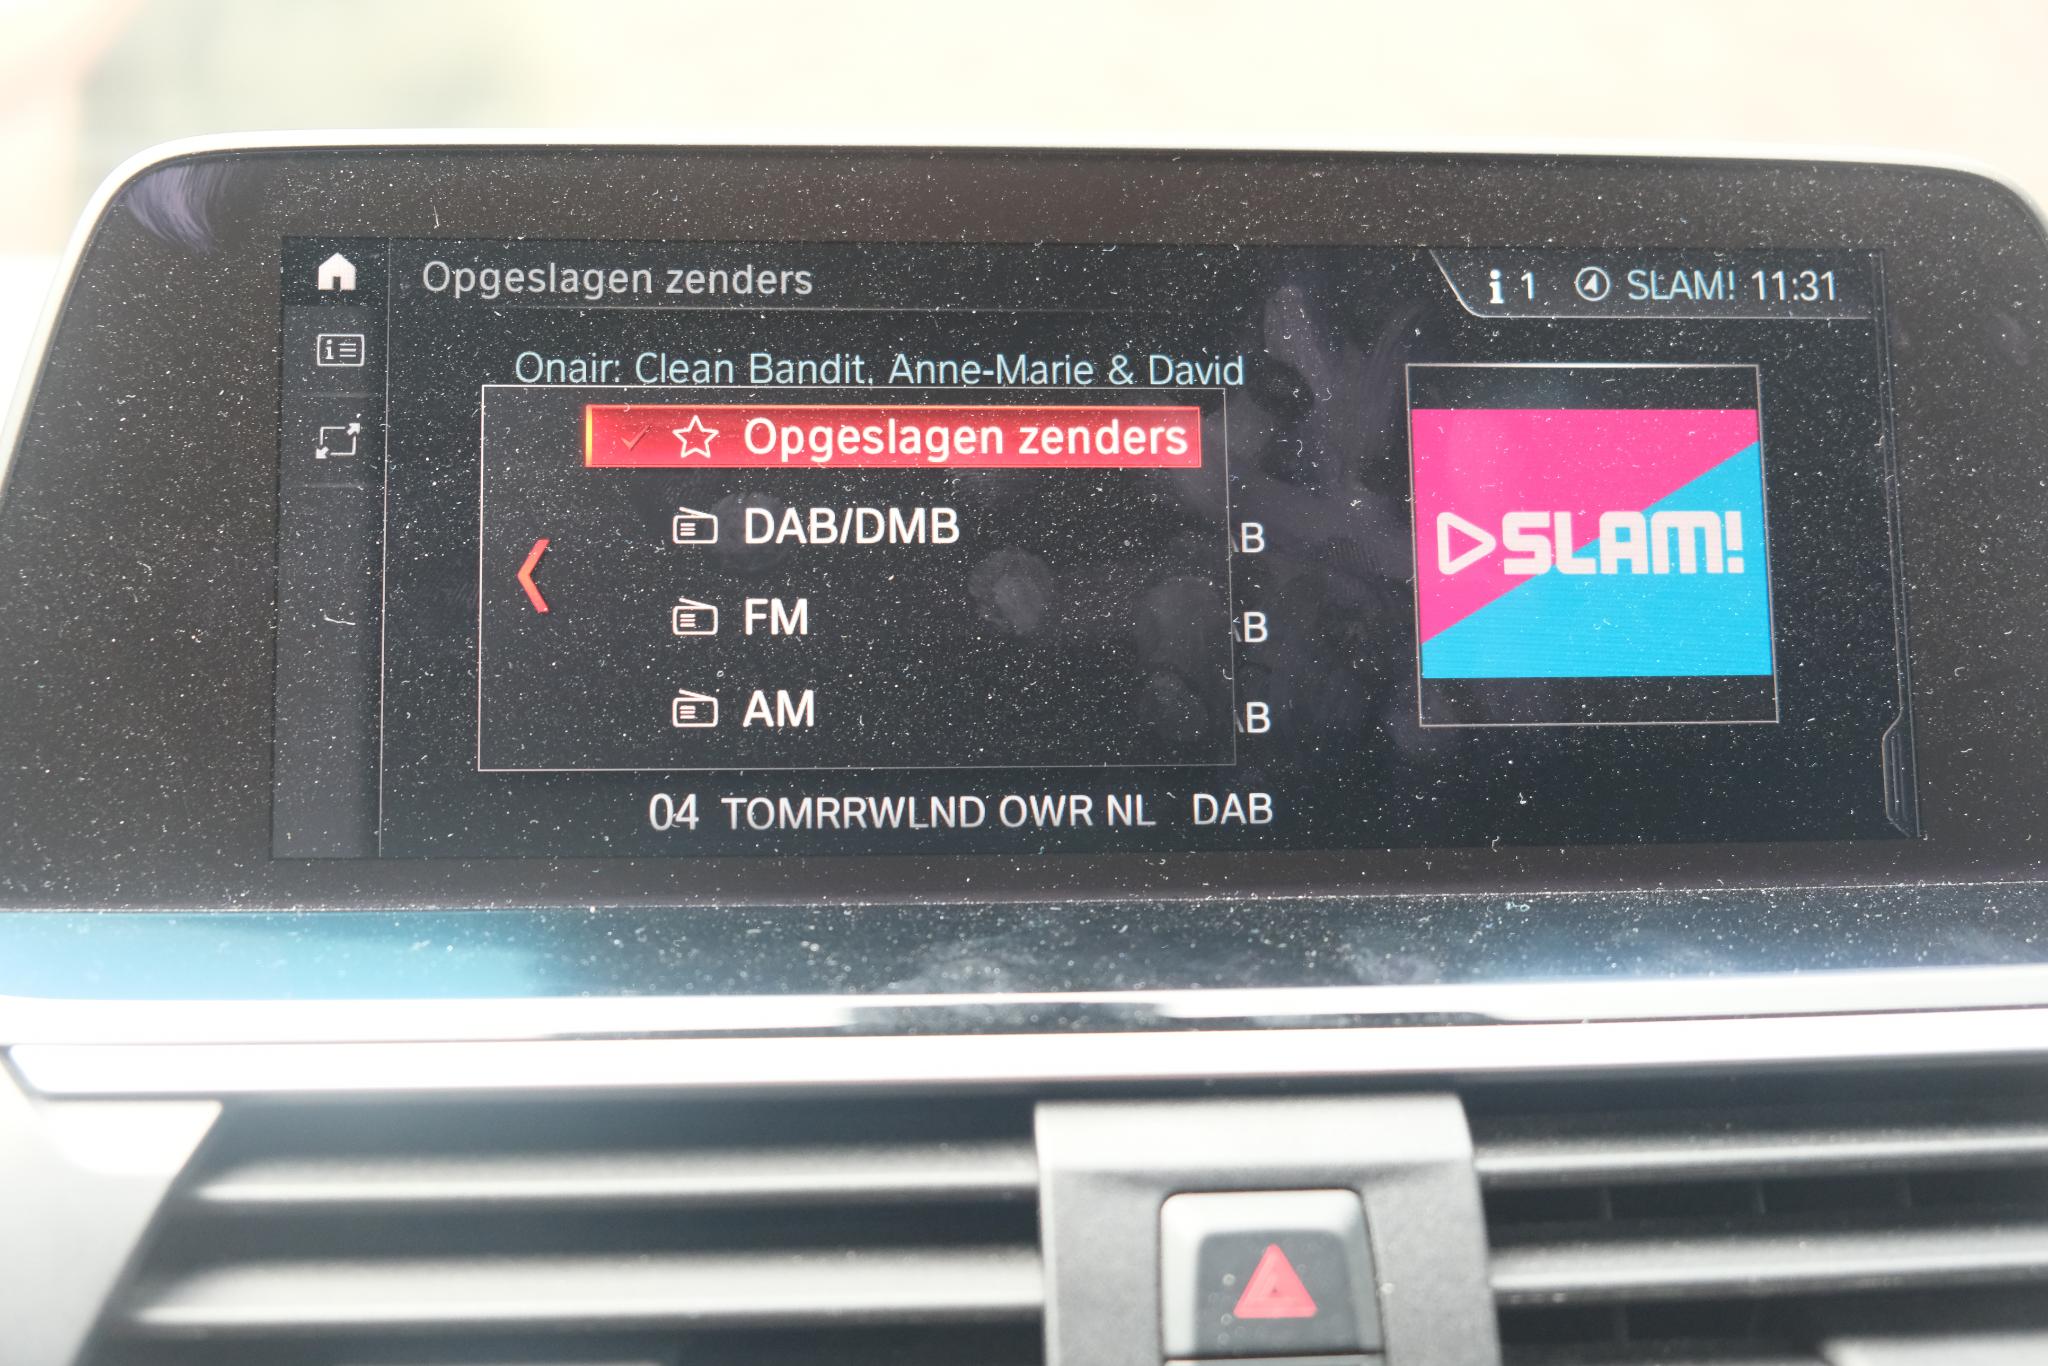 Opgeslagen zenders
1 SLAM! 11:31
Onair: Clean Bandit, Anne-Marie & David
Opgeslagen zenders
DAB/DMB
FM
AM
SLAM!
04 TOMRRWLND OWR NL DAB